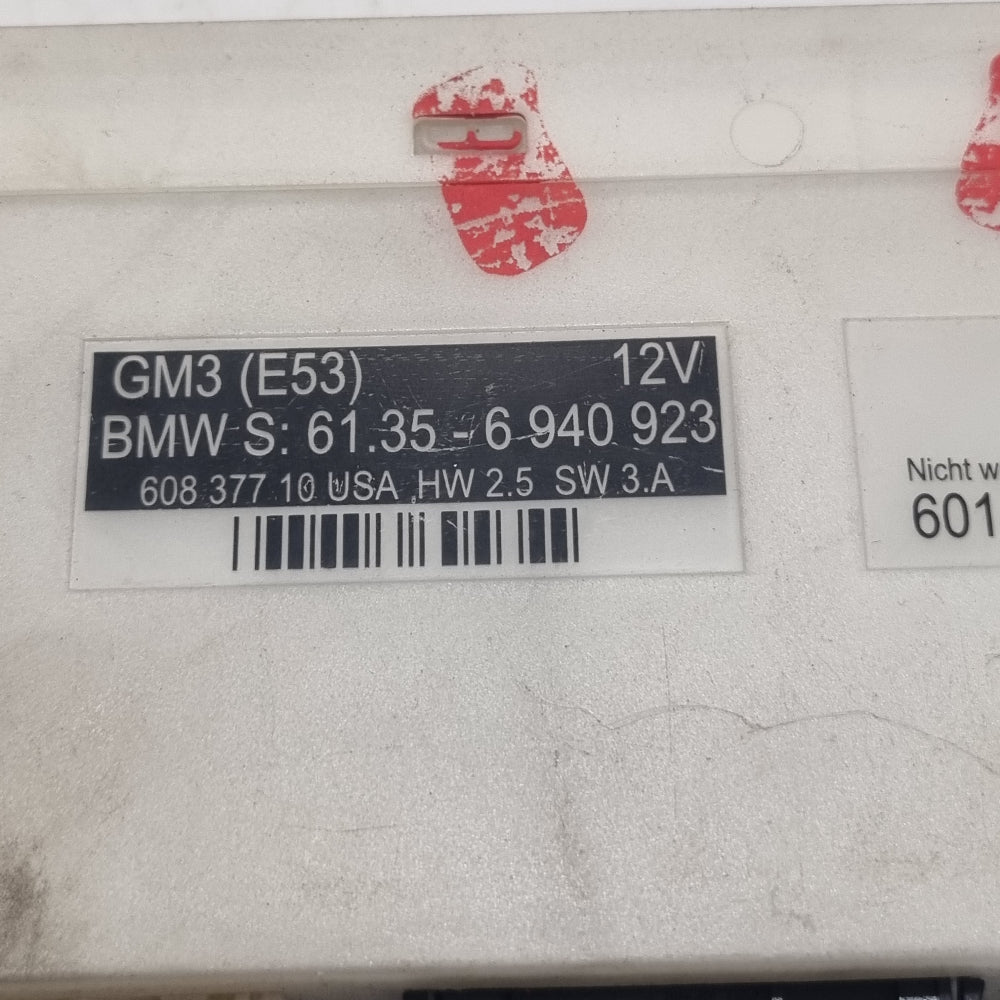 GM3 (E53) 12V
BMW S: 61.35 - 6 940 923
608 377 10 USA HW 2.5 SW 3.A
Nicht
601